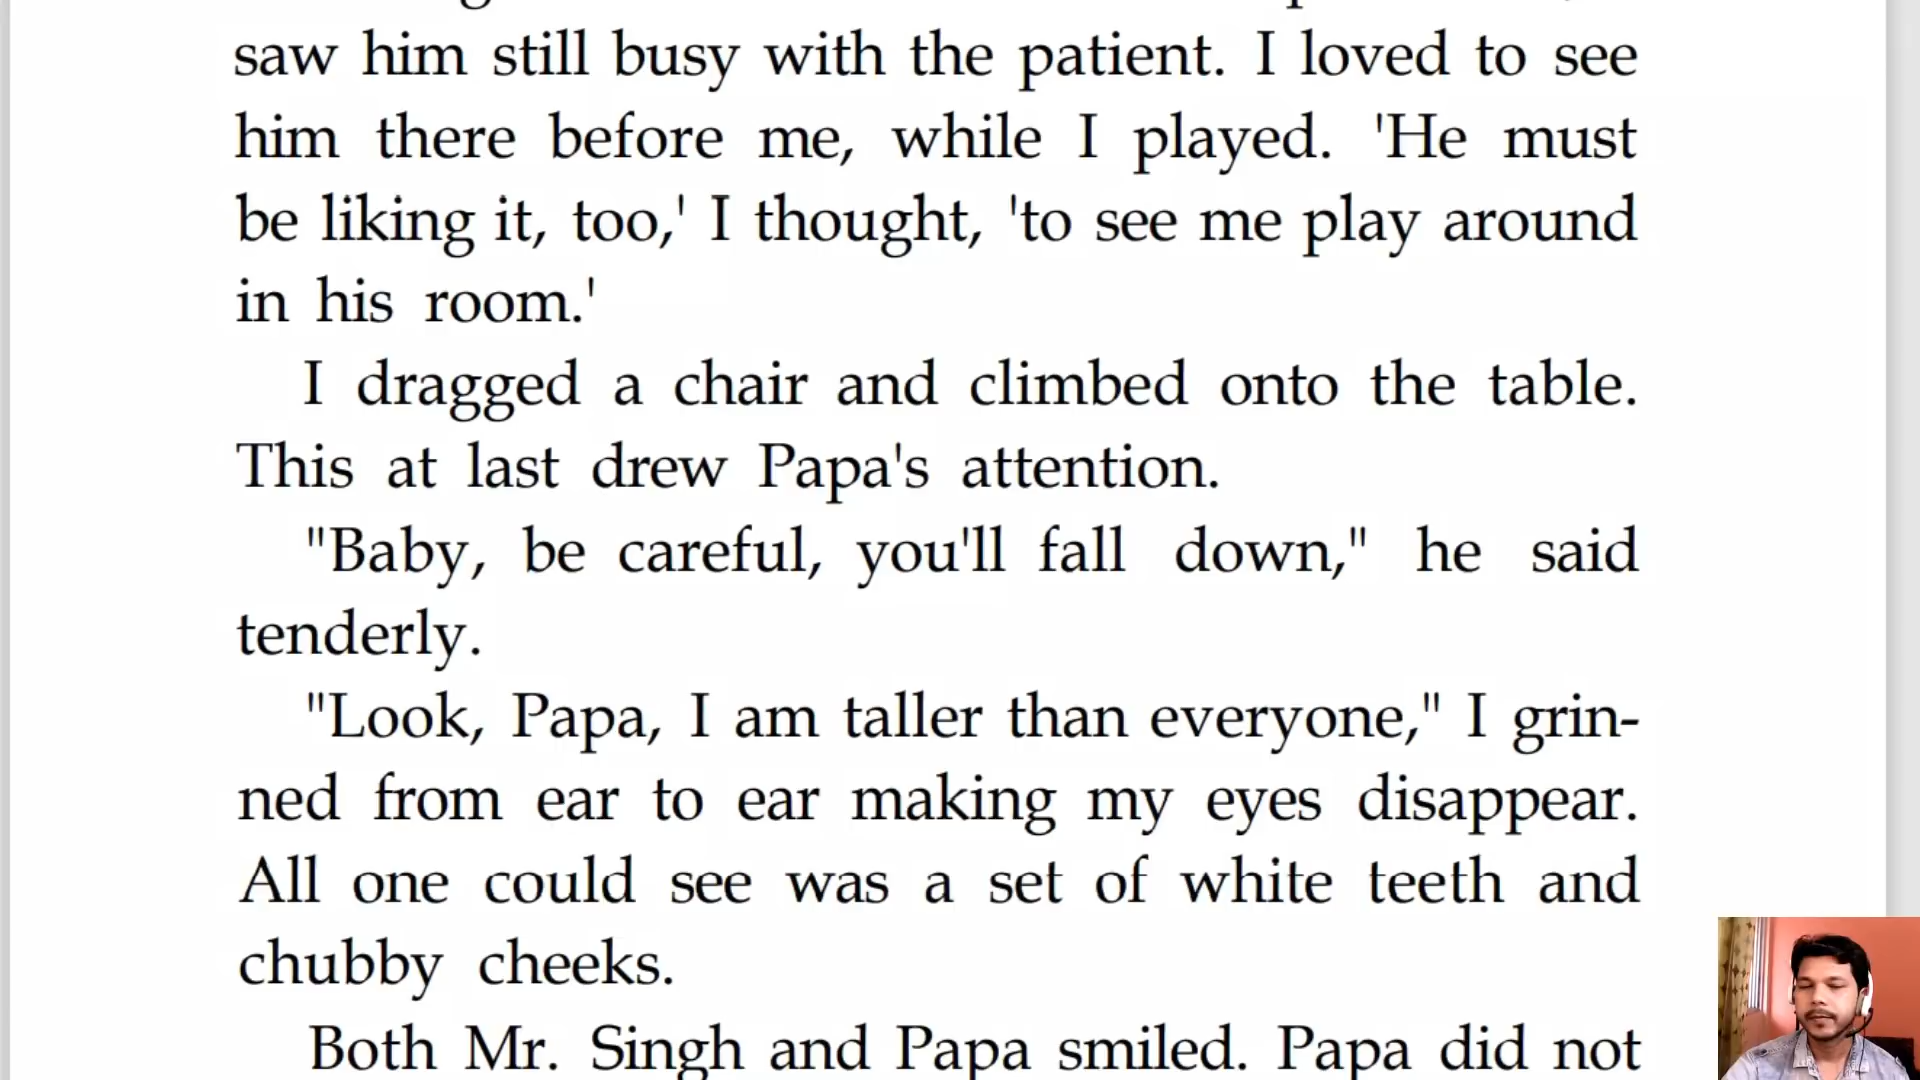 saw him still busy with the patient. I loved to see
him there before me, while I played. 'He must
be liking it, too,' I thought, 'to see me play around
in his room.'
I dragged a chair and climbed onto the table.
This at last drew Papa's attention.
"Baby, be careful, you'll fall down," he said
tenderly.
"Look, Papa, I am taller than everyone," I grin-
ned from ear to ear making my eyes disappear.
All one could see was a set of white teeth and
chubby cheeks.
Both Mr. Singh and Papa smiled. Papa did not